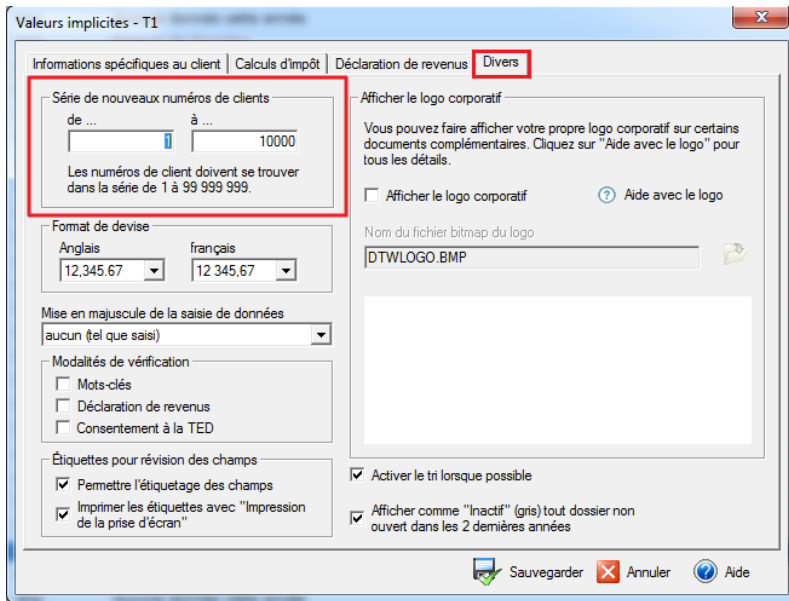 Valeurs implicites - T1
x
Informations spécifiques au client
Calculs d'impôt
Déclaration de revenus
Divers
Série de nouveaux numéros de clients
de ...
à ...
1
10000
Les numéros de client doivent se trouver
dans la série de 1 à 99 999 999.
Format de devise
Anglais
français
12,345.67
12 345,67
Mise en majuscule de la saisie de données
aucun (tel que saisi)
Modalités de vérification
Mots-clés
Déclaration de revenus
Consentement à la TED
Étiquettes pour révision des champs
Permettre l'étiquetage des champs
Imprimer les étiquettes avec "Impression
de la prise d'écran"
Afficher le logo corporatif
Vous pouvez faire afficher votre propre logo corporatif sur certains
documents complémentaires. Cliquez sur "Aide avec le logo" pour
tous les détails.
Afficher le logo corporatif
? Aide avec le logo
Nom du fichier bitmap du logo
DTWLOGO.BMP
Activer le tri lorsque possible
Afficher comme "Inactif" (gris) tout dossier non
ouvert dans les 2 dernières années
Sauvegarder
Annuler
? Aide